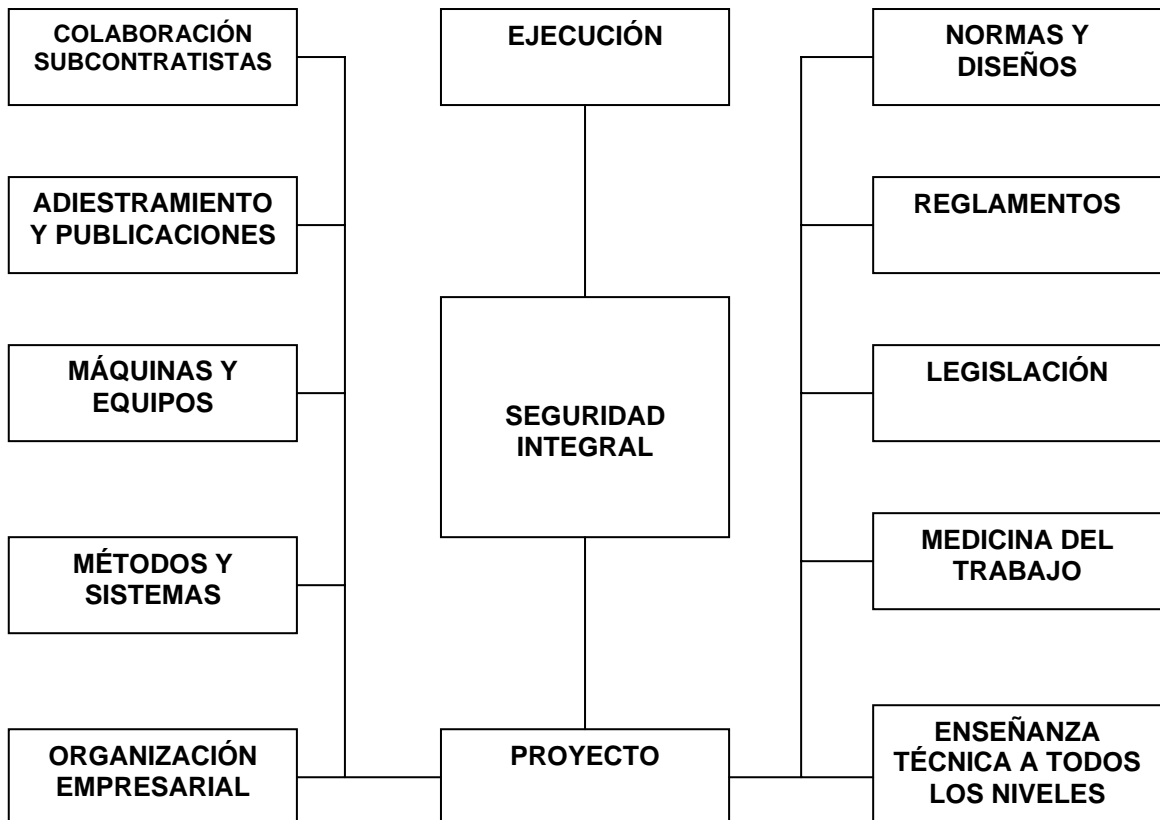 COLABORACIÓN
SUBCONTRATISTAS
EJECUCIÓN
NORMAS Y
DISEÑOS
ADIESTRAMIENTO
Y PUBLICACIONES
REGLAMENTOS
MÁQUINAS Y
EQUIPOS
SEGURIDAD
INTEGRAL
LEGISLACIÓN
MÉTODOS Y
SISTEMAS
MEDICINA DEL
TRABAJO
ORGANIZACIÓN
EMPRESARIAL
PROYECTO
ENSEÑANZA
TÉCNICA A TODOS
LOS NIVELES